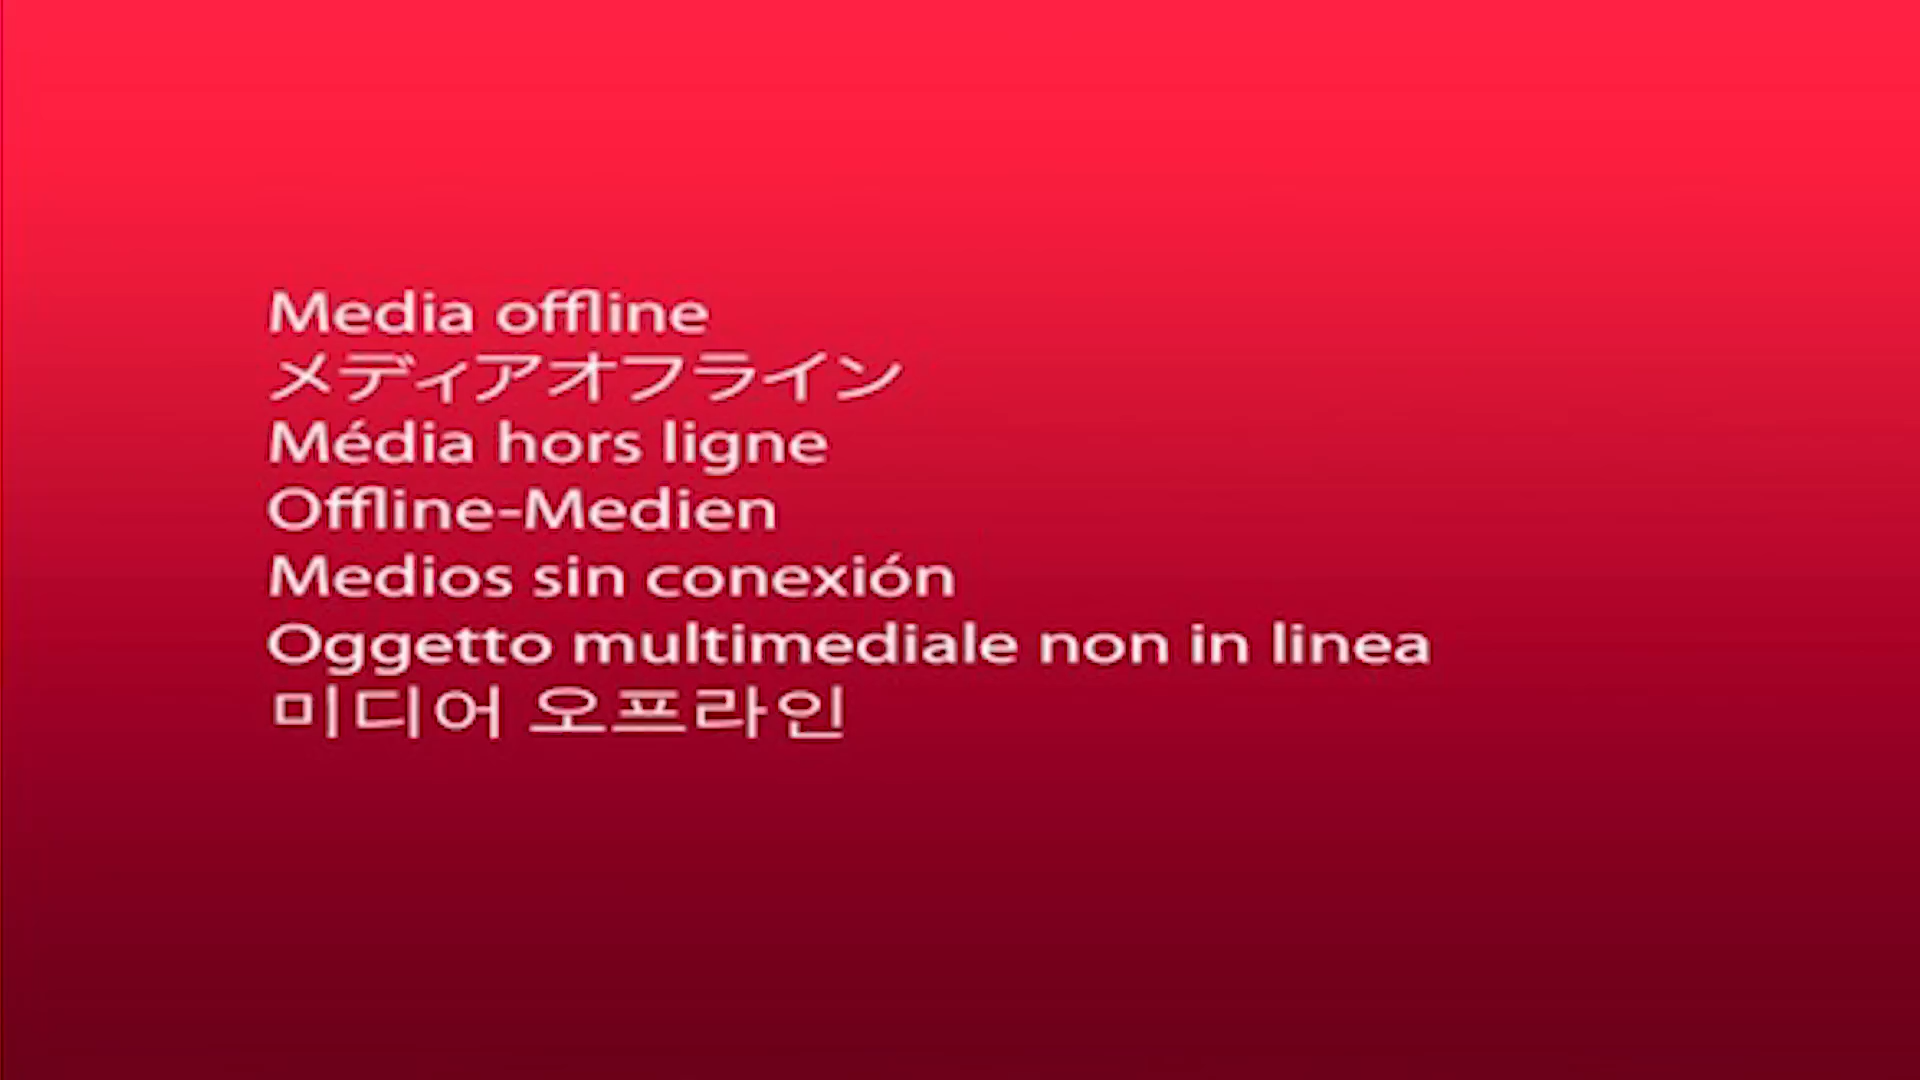 Media offline
メディアオフライン
Média hors ligne
Offline-Medien
Medios sin conexión
Oggetto multimediale non in linea
미디어 오프라인